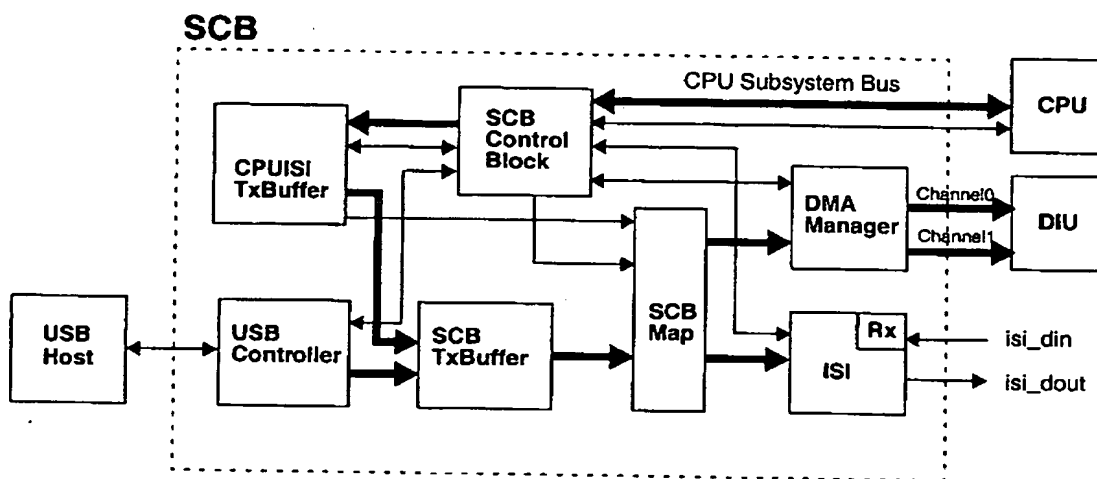 SCB
CPU Subsystem Bus
CPU
SCB
Control
Block
CPUISI
TxBuffer
DMA
Manager
Channel0
Channel1
DIU
USB
Host
USB
Controller
SCB
TxBuffer
SCB
Map
Rx
ISI
isi_din
isi_dout